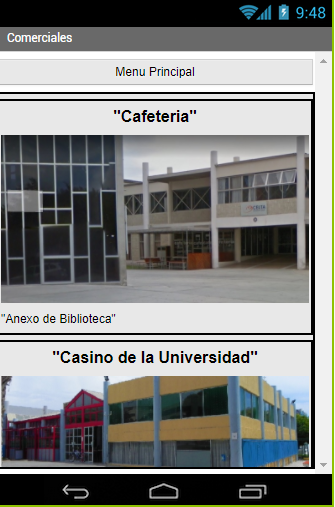 9:48
Comerciales
Menu Principal
"Cafeteria"
"Anexo de Biblioteca"
"Casino de la Universidad"